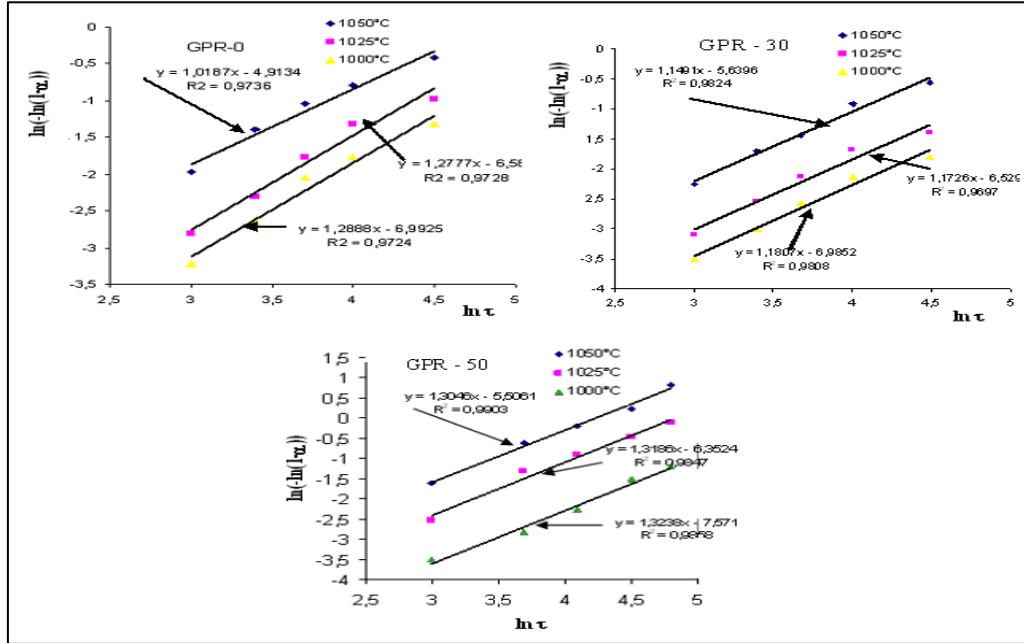 GPR-0
1050°C
1025°C
1000°C
0
-0,5
-1
-1,5
-2
-2,5
-3
-3,5
ln(-ln(1-α))
y = 1,0187x - 4,9134
R2 = 0,9736
y = 1,2777x - 6,58
R2 = 0,9728
y = 1,2888x - 6,9925
R2 = 0,9724
2,5 3 3,5 4 4,5 5
ln τ
GPR - 30
1050°C
1025°C
1000°C
0
-0,5
-1
-1,5
-2
-2,5
-3
-3,5
-4
ln(-ln(1-α))
y = 1,1491x - 5,6396
R² = 0,9824
y = 1,1726x - 6,529
R² = 0,9697
y = 1,1807x - 6,9852
R² = 0,9808
2,5 3 3,5 4 4,5 5
ln τ
GPR - 50
1050°C
1025°C
1000°C
1,5
1
0,5
0
-0,5
-1
-1,5
-2
-2,5
-3
-3,5
-4
ln(-ln(1-α))
y = 1,3046x - 5,5061
R² = 0,9903
y = 1,3186x - 6,3524
R² = 0,9847
y = 1,3238x - 7,571
R² = 0,9858
2,5 3 3,5 4 4,5 5
ln τ